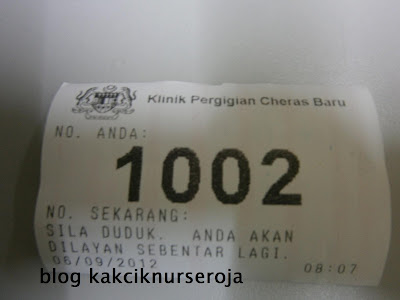 Klinik Pergigian Cheras Baru
NO. ANDA:
1002
NO. SEKARANG:
SILA DUDUK. ANDA AKAN
DILAYAN SEBENTAR LAGI.
06/09/2012 08:07
blog kakciknurseroja